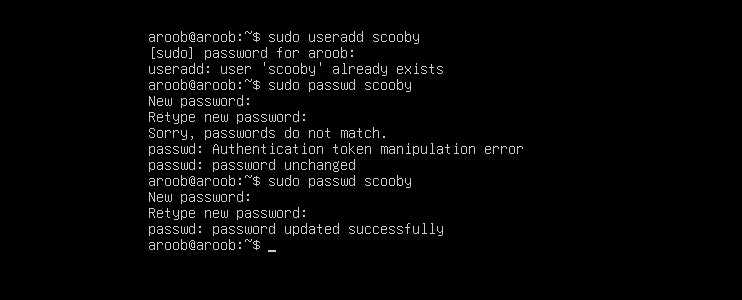 aroob@aroob:~$ sudo useradd scooby
[sudo] password for aroob:
useradd: user 'scooby' already exists
aroob@aroob:~$ sudo passwd scooby
New password:
Retype new password:
Sorry, passwords do not match.
passwd: Authentication token manipulation error
passwd: password unchanged
aroob@aroob:~$ sudo passwd scooby
New password:
Retype new password:
passwd: password updated successfully
aroob@aroob:~$ _